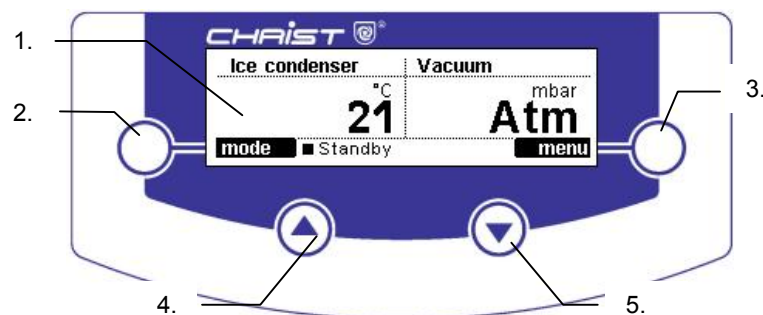 1.
CHRIST ®
Ice condenser Vacuum
°C mbar
2. 21 Atm 3.
mode ■ Standby menu
4. 5.